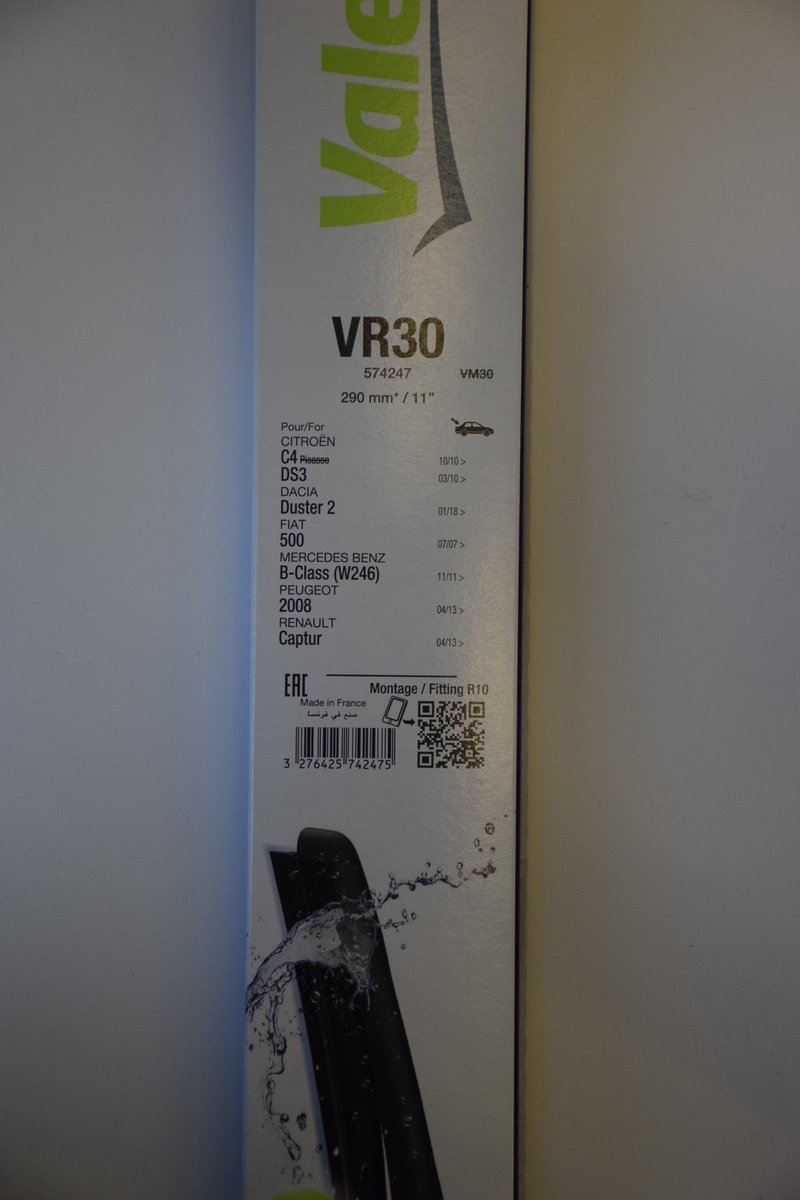 Vale
VR30
574247 VM30
290 mm* / 11”
Pour/For
CITROËN
C4 Picasso 10/10 >
DS3 03/10 >
DACIA
Duster 2 01/18 >
FIAT
500 07/07 >
MERCEDES BENZ
B-Class (W246) 11/11 >
PEUGEOT
2008 04/13 >
RENAULT
Captur 04/13 >
EAC Montage / Fitting R10
Made in France
صنع في فرنسا
3 276425 742475